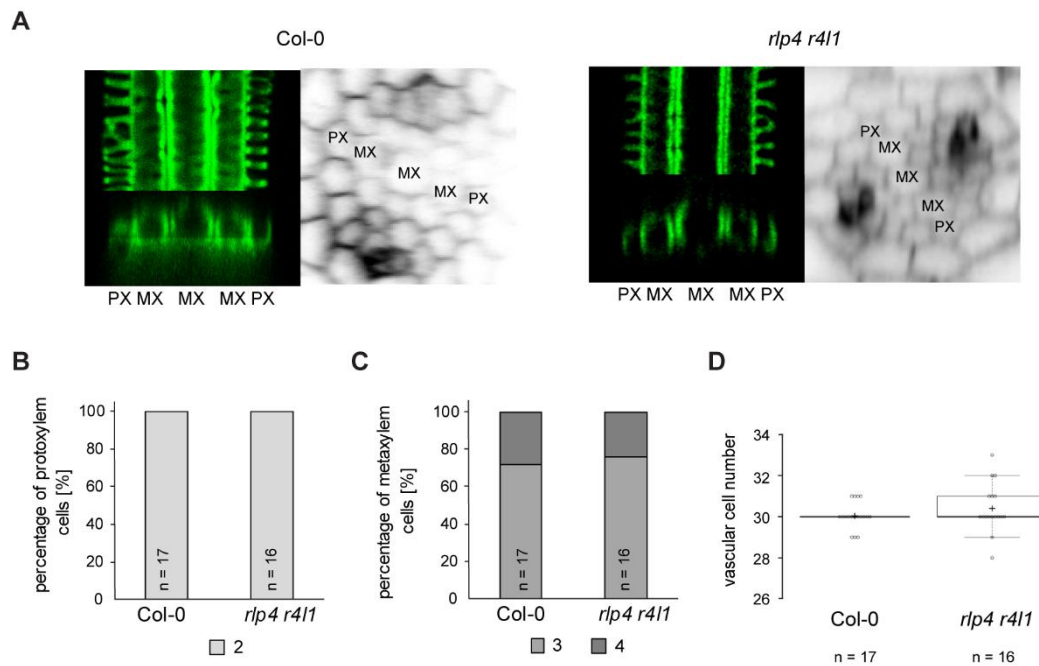 A
Col-0
rlp4 r4l1
PX
MX
MX
MX
PX
PX
MX
MX
MX
PX
PX MX MX MX PX
PX MX MX MX PX
B
percentage of protoxylem
cells [%]
100
80
60
40
20
0
n = 17
n = 16
Col-0
rlp4 r4l1
2
C
percentage of metaxylem
cells [%]
100
80
60
40
20
0
n = 17
n = 16
Col-0
rlp4 r4l1
3
4
D
vascular cell number
34
32
30
28
26
Col-0
rlp4 r4l1
n = 17
n = 16